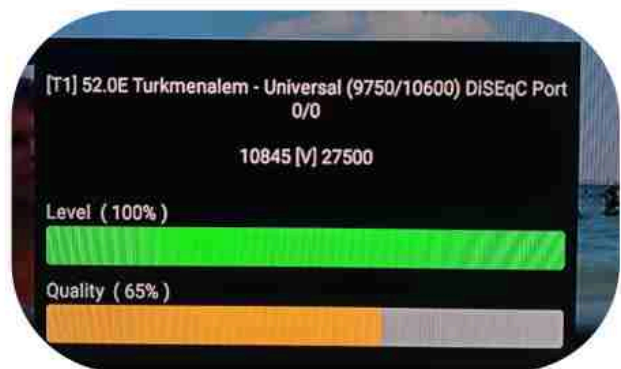 [T1] 52.0E Turkmenalem - Universal (9750/10600) DiSEqC Port
0/0
10845 [V] 27500
Level ( 100% )
Quality ( 65% )